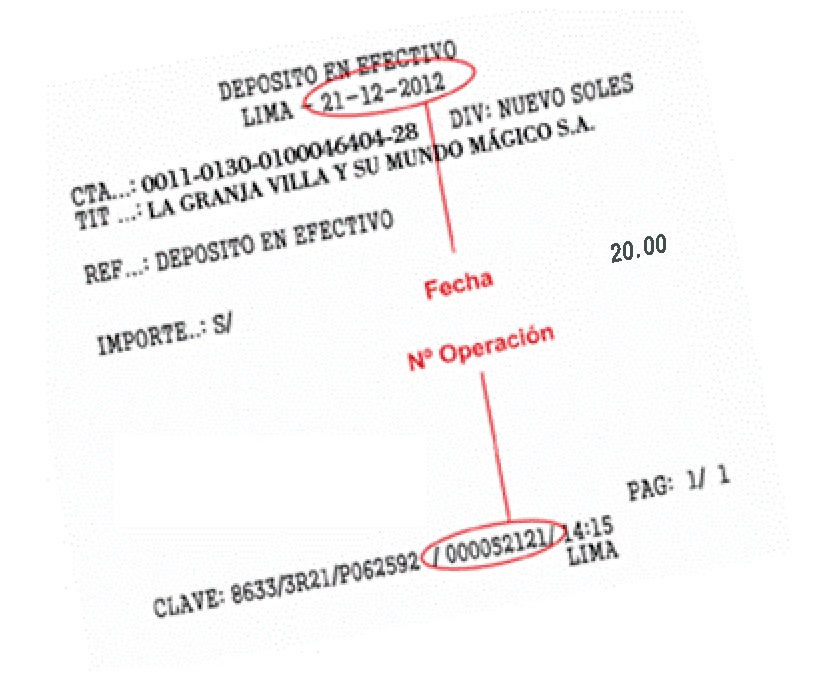 DEPOSITO EN EFECTIVO
LIMA - 21-12-2012
DIV: NUEVO SOLES
CTA...: 0011-0130-0100046404-28
TIT ...: LA GRANJA VILLA Y SU MUNDO MÁGICO S.A.
REF...: DEPOSITO EN EFECTIVO
20.00
Fecha
IMPORTE..: S/
Nº Operación
PAG: 1/ 1
CLAVE: 8633/3R21/P062592 / 000052121/ 14:15
LIMA